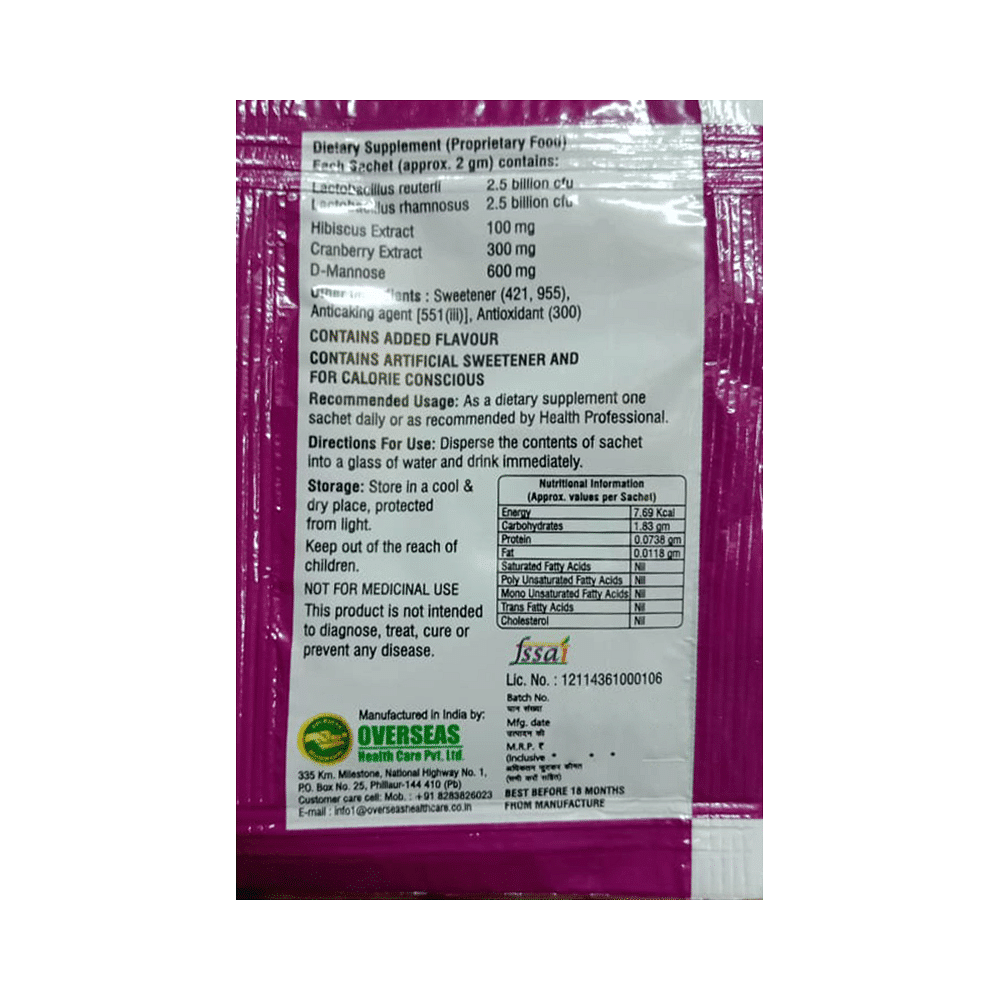 Dietary Supplement (Proprietary Food)
Each Sachet (approx. 2 gm) contains:
Lactobacillus reuterii 2.5 billion cfu
Lactobacillus rhamnosus 2.5 billion cfu
Hibiscus Extract 100 mg
Cranberry Extract 300 mg
D-Mannose 600 mg
Other Ingredients : Sweetener (421, 955),
Anticaking agent [551(iii)], Antioxidant (300)
CONTAINS ADDED FLAVOUR
CONTAINS ARTIFICIAL SWEETENER AND
FOR CALORIE CONSCIOUS
Recommended Usage: As a dietary supplement one
sachet daily or as recommended by Health Professional.
Directions For Use: Disperse the contents of sachet
into a glass of water and drink immediately.
Storage: Store in a cool &
dry place, protected
from light.
Keep out of the reach of
children.
NOT FOR MEDICINAL USE
This product is not intended
to diagnose, treat, cure or
prevent any disease.
Nutritional Information
(Approx. values per Sachet)
Energy 7.69 Kcal
Carbohydrates 1.83 gm
Protein 0.0738 gm
Fat 0.0118 gm
Saturated Fatty Acids Nil
Poly Unsaturated Fatty Acids Nil
Mono Unsaturated Fatty Acids Nil
Trans Fatty Acids Nil
Cholesterol Nil
fssai
Lic. No. : 12114361000106
Batch No.
यान संख्या
Mfg. date
उत्पादन की
M.R.P. ₹
(Inclusive
अधिकतम खुदरा कीमत
(सभी करों सहित)
BEST BEFORE 18 MONTHS
FROM MANUFACTURE
Manufactured in India by:
OVERSEAS
Health Care Pvt. Ltd.
335 Km. Milestone, National Highway No. 1,
P.O. Box No. 25, Phillaur-144 410 (Pb)
Customer care cell: Mob. : +91 8283826023
E-mail : info1@overseashealthcare.co.in